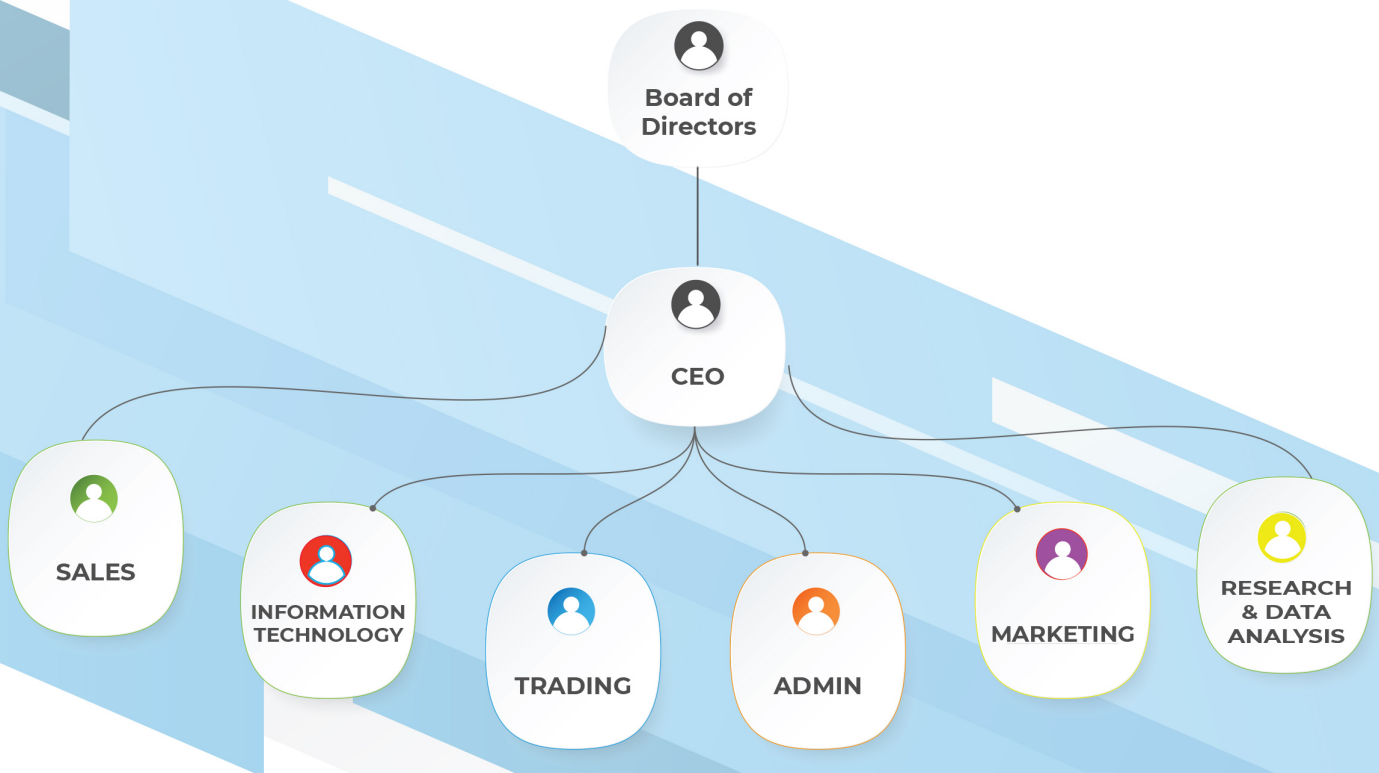 Board of
Directors
CEO
SALES
INFORMATION
TECHNOLOGY
TRADING
ADMIN
MARKETING
RESEARCH
& DATA
ANALYSIS